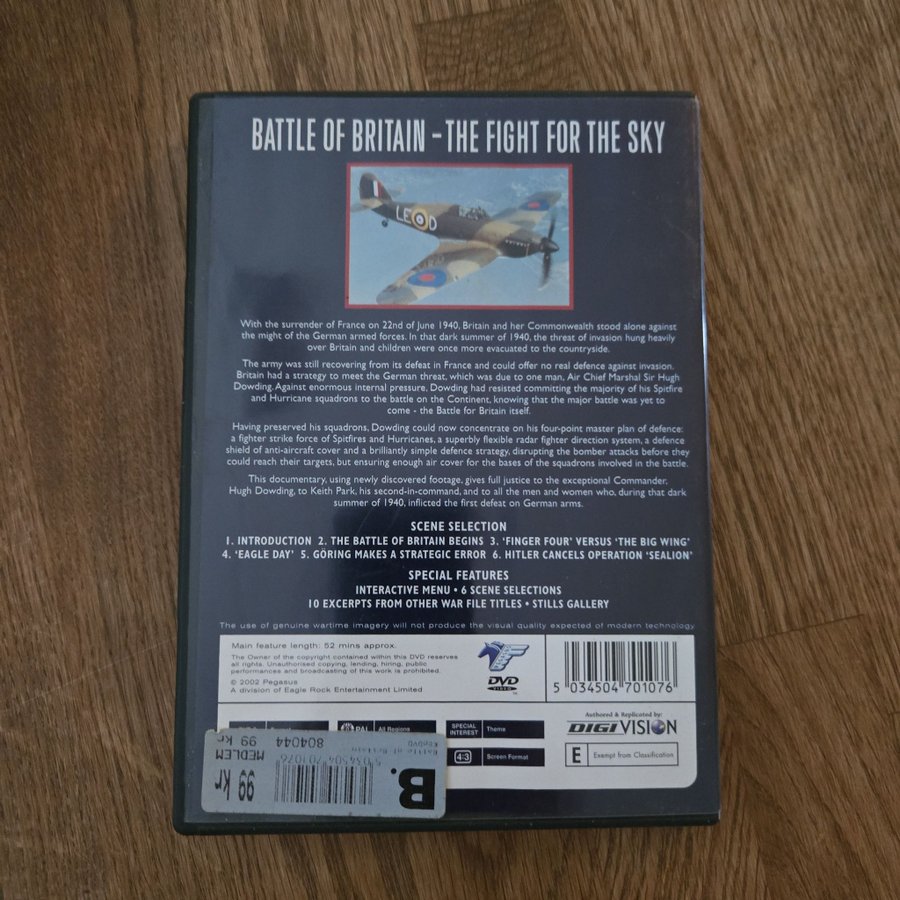 BATTLE OF BRITAIN – THE FIGHT FOR THE SKY
LE D
With the surrender of France on 22nd of June 1940, Britain and her Commonwealth stood alone against
the might of the German armed forces. In that dark summer of 1940, the threat of invasion hung heavily
over Britain and children were once more evacuated to the countryside.
The army was still recovering from its defeat in France and could offer no real defence against invasion.
Britain had a strategy to meet the German threat, which was due to one man, Air Chief Marshal Sir Hugh
Dowding. Against enormous internal pressure, Dowding had resisted committing the majority of his Spitfire
and Hurricane squadrons to the battle on the Continent, knowing that the major battle was yet to
come - the Battle for Britain itself.
Having preserved his squadrons, Dowding could now concentrate on his four-point master plan of defence:
a fighter strike force of Spitfires and Hurricanes, a superbly flexible radar fighter direction system, a defence
shield of anti-aircraft cover and a brilliantly simple defence strategy, disrupting the bomber attacks before they
could reach their targets, but ensuring enough air cover for the bases of the squadrons involved in the battle.
This documentary, using newly discovered footage, gives full justice to the exceptional Commander,
Hugh Dowding, to Keith Park, his second-in-command, and to all the men and women who, during that dark
summer of 1940, inflicted the first defeat on German arms.
SCENE SELECTION
1. INTRODUCTION 2. THE BATTLE OF BRITAIN BEGINS 3. 'FINGER FOUR' VERSUS 'THE BIG WING'
4. 'EAGLE DAY' 5. GÖRING MAKES A STRATEGIC ERROR 6. HITLER CANCELS OPERATION 'SEALION'
SPECIAL FEATURES
INTERACTIVE MENU • 6 SCENE SELECTIONS
10 EXCERPTS FROM OTHER WAR FILE TITLES • STILLS GALLERY
The use of genuine wartime imagery will not produce the visual quality expected of modern technology
Main feature length: 52 mins approx.
The Owner of the copyright contained within this DVD reserves
all rights. Unauthorised copying, lending, hiring, public
performances and broadcasting of this work is prohibited.
© 2002 Pegasus
A division of Eagle Rock Entertainment Limited
DVD
VIDEO
5 034504 701076
PAL All Regions
SPECIAL INTEREST Theme
4:3 Screen Format
Authored & Replicated by:
DIGIVISION
E Exempt from Classification
B.
Battle of Britain
5 034504 701076
804044
MEDLEM
99 kr
99 kr